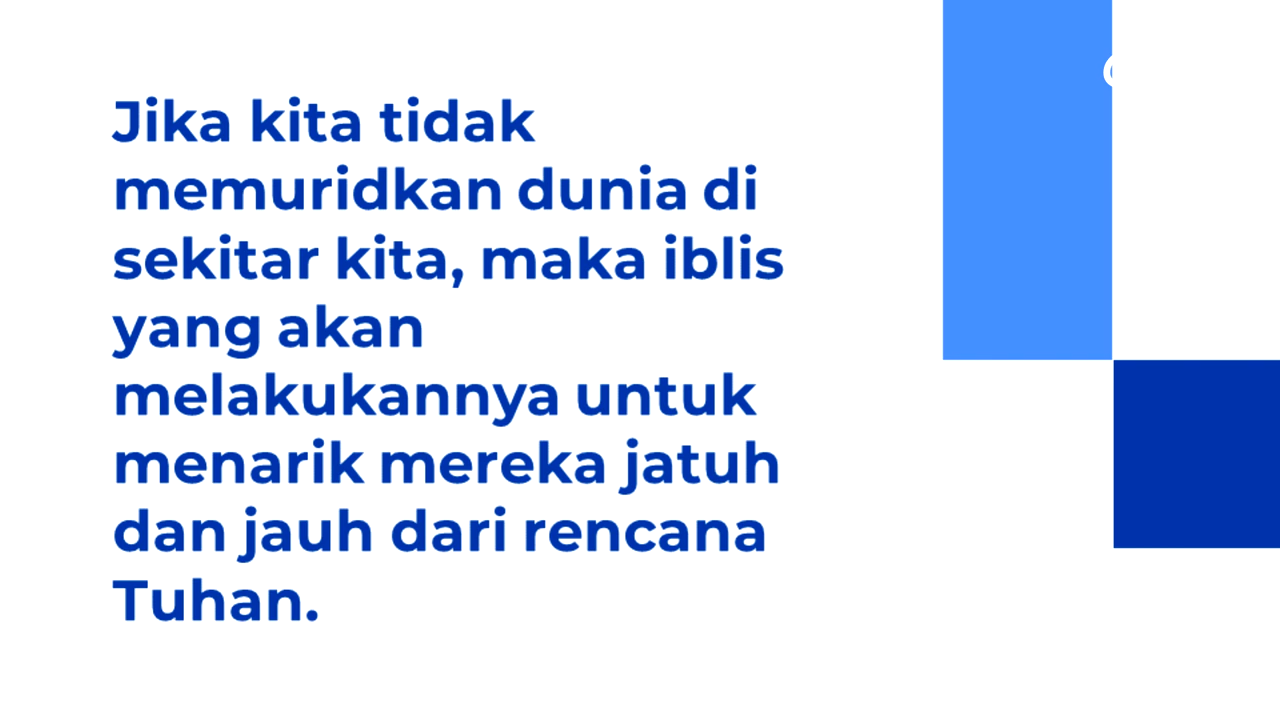 Jika kita tidak
memuridkan dunia di
sekitar kita, maka iblis
yang akan
melakukannya untuk
menarik mereka jatuh
dan jauh dari rencana
Tuhan.